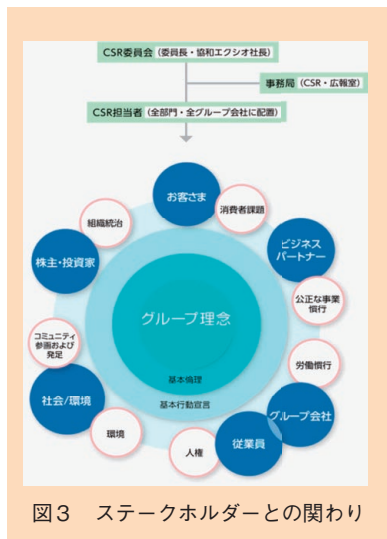 CSR委員会（委員長・協和エクシオ社長）
事務局（CSR・広報室）
CSR担当者（全部門・全グループ会社に配置）
お客さま
消費者課題
組織統治
ビジネス
パートナー
株主・投資家
公正な事業
慣行
グループ理念
コミュニティ
参画および
発足
労働慣行
基本倫理
社会/環境
基本行動宣言
グループ会社
環境
従業員
人権
図3　ステークホルダーとの関わり